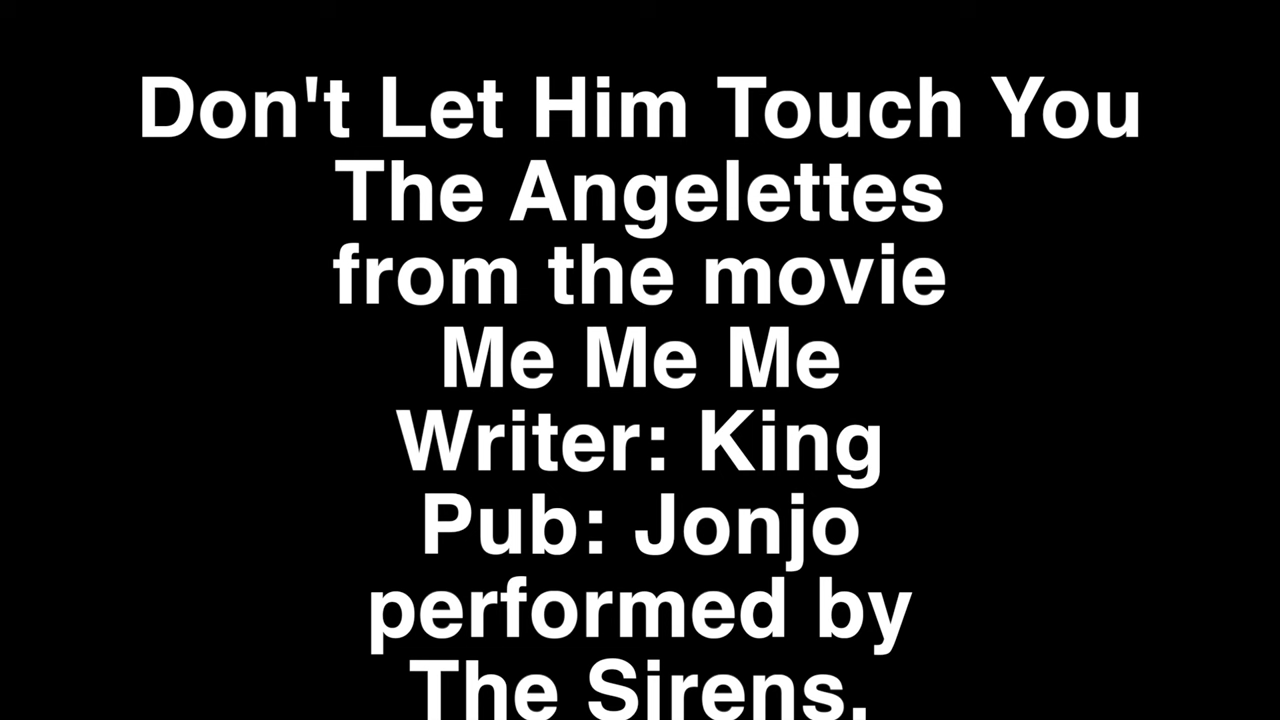 Don't Let Him Touch You
The Angelettes
from the movie
Me Me Me
Writer: King
Pub: Jonjo
performed by
The Sirens.